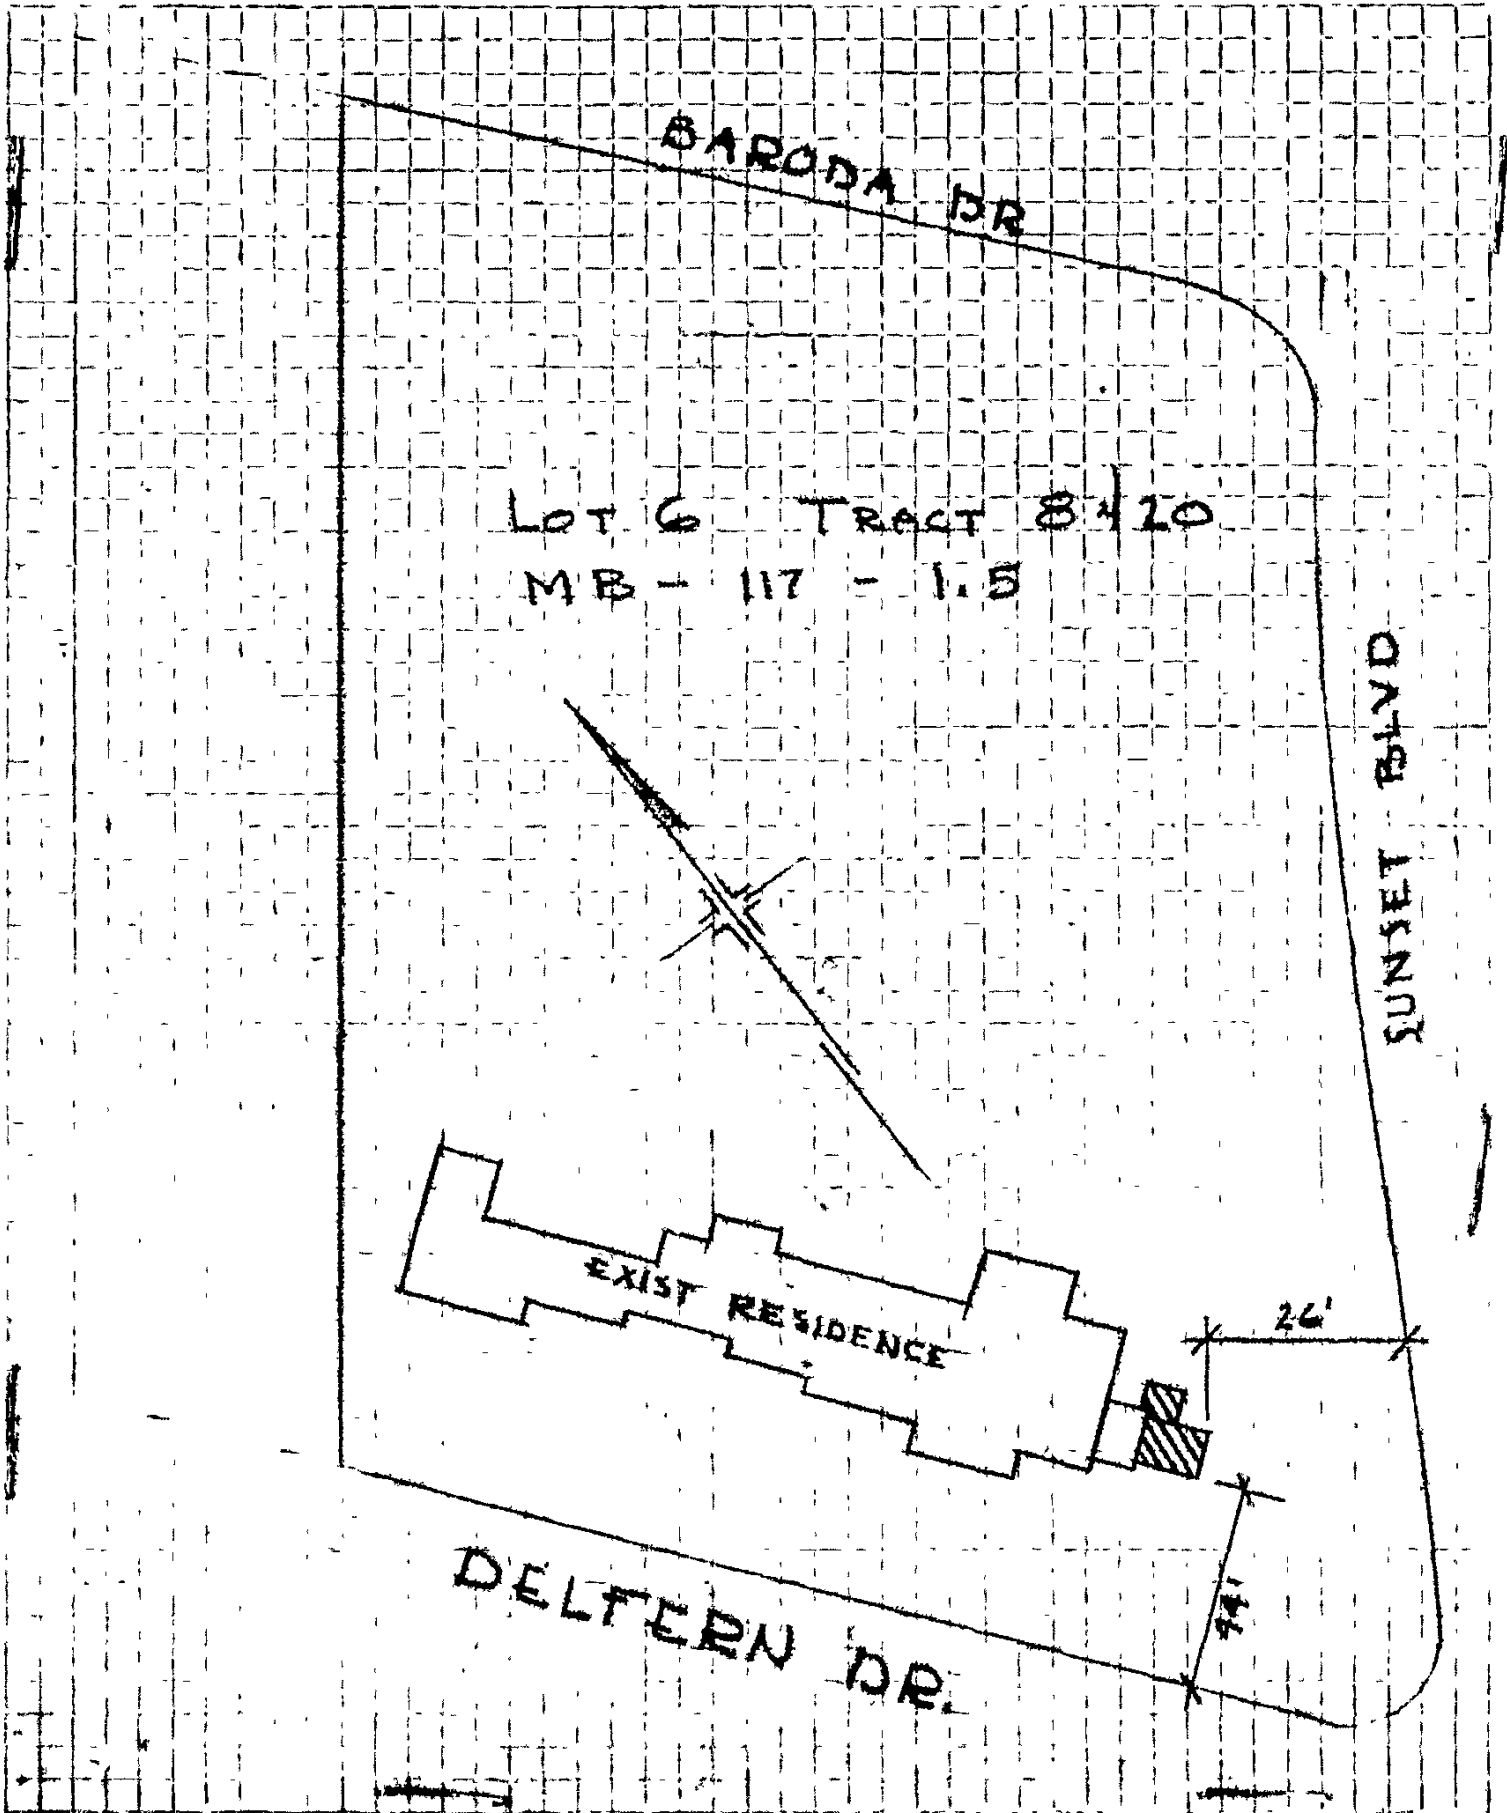 BARODA DR
LOT 6 TRACT 8420
MB - 117 - 1.5
SUNSET BLVD
EXIST RESIDENCE
26'
DELFERN DR.